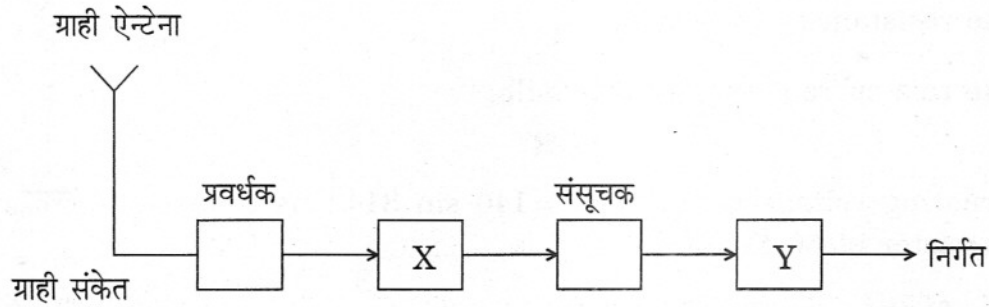 ग्राही ऐन्टेना
प्रवर्धक
संसूचक
X
Y
निर्गत
ग्राही संकेत